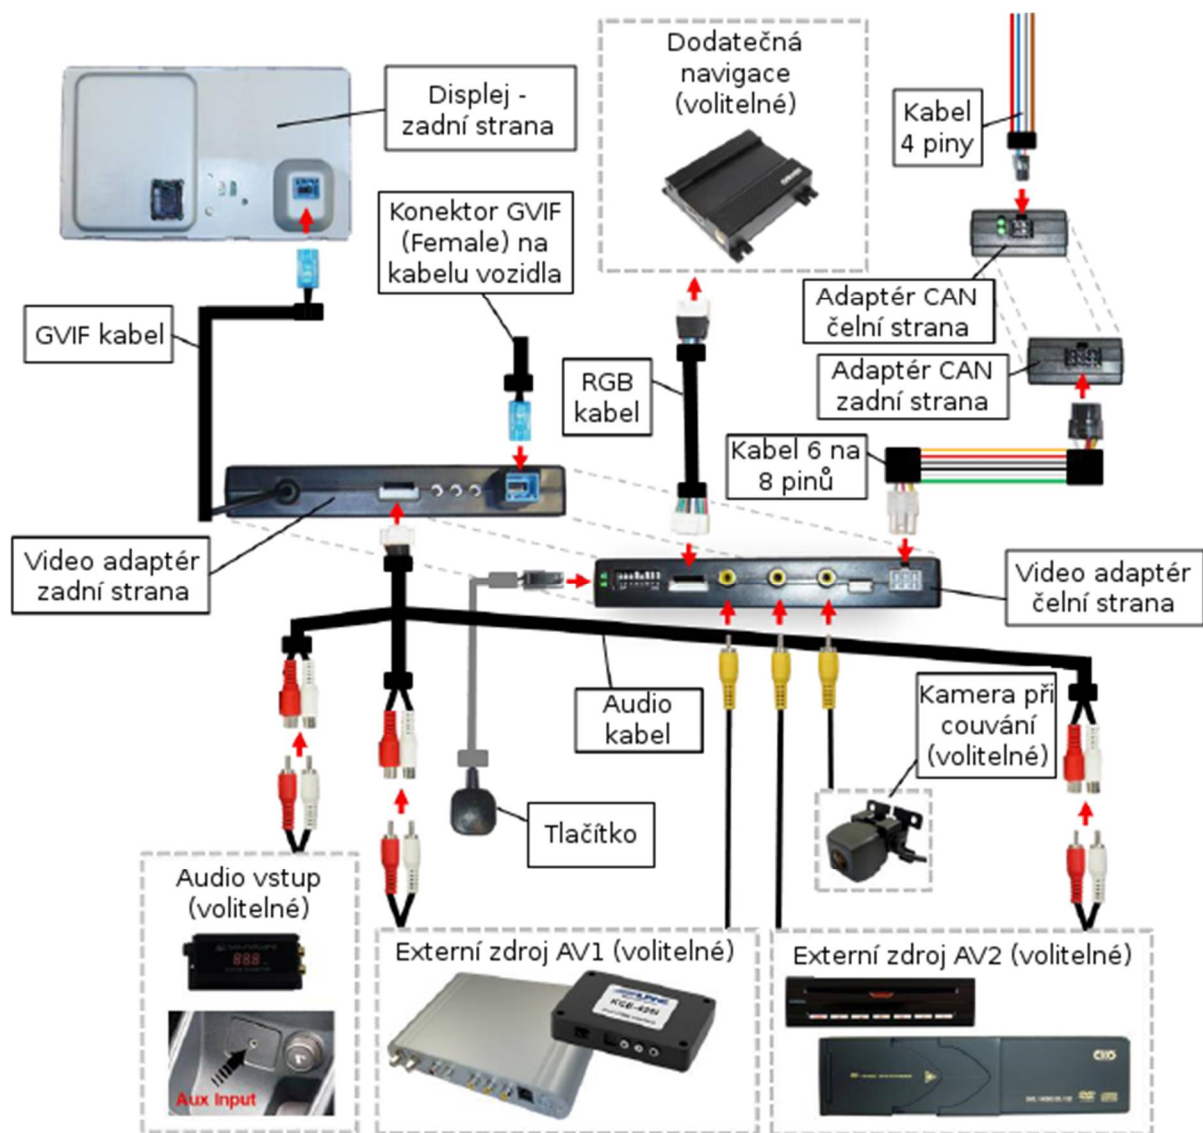 Displej -
zadní strana
Dodatečná
navigace
(volitelné)
Kabel
4 piny
Konektor GVIF
(Female) na
kabelu vozidla
GVIF kabel
Adaptér CAN
čelní strana
RGB
kabel
Adaptér CAN
zadní strana
Kabel 6 na
8 pinů
Video adaptér
zadní strana
Video adaptér
čelní strana
Audio
kabel
Kamera při
couvání
(volitelné)
Tlačítko
Audio vstup
(volitelné)
Aux Input
Externí zdroj AV1 (volitelné)
Externí zdroj AV2 (volitelné)